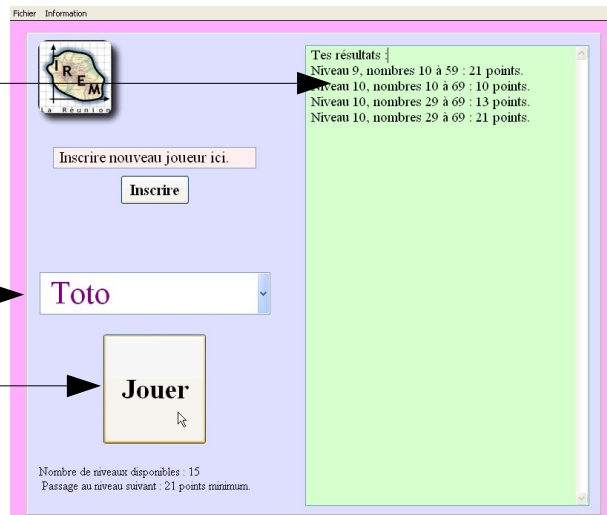 Fichier Information
IREM
La Réunion
Inscrire nouveau joueur ici.
Inscrire
Toto
Jouer
Nombre de niveaux disponibles : 15
Passage au niveau suivant : 21 points minimum.
Tes résultats :
Niveau 9, nombres 10 à 59 : 21 points.
Niveau 10, nombres 10 à 69 : 10 points.
Niveau 10, nombres 29 à 69 : 13 points.
Niveau 10, nombres 29 à 69 : 21 points.